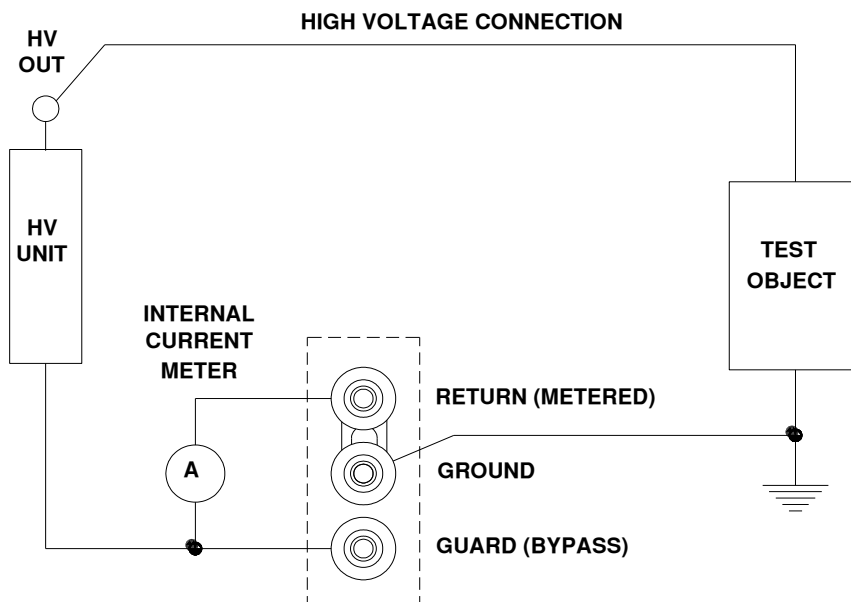 HIGH VOLTAGE CONNECTION
HV
OUT
HV
UNIT
TEST
OBJECT
INTERNAL
CURRENT
METER
RETURN (METERED)
A
GROUND
GUARD (BYPASS)